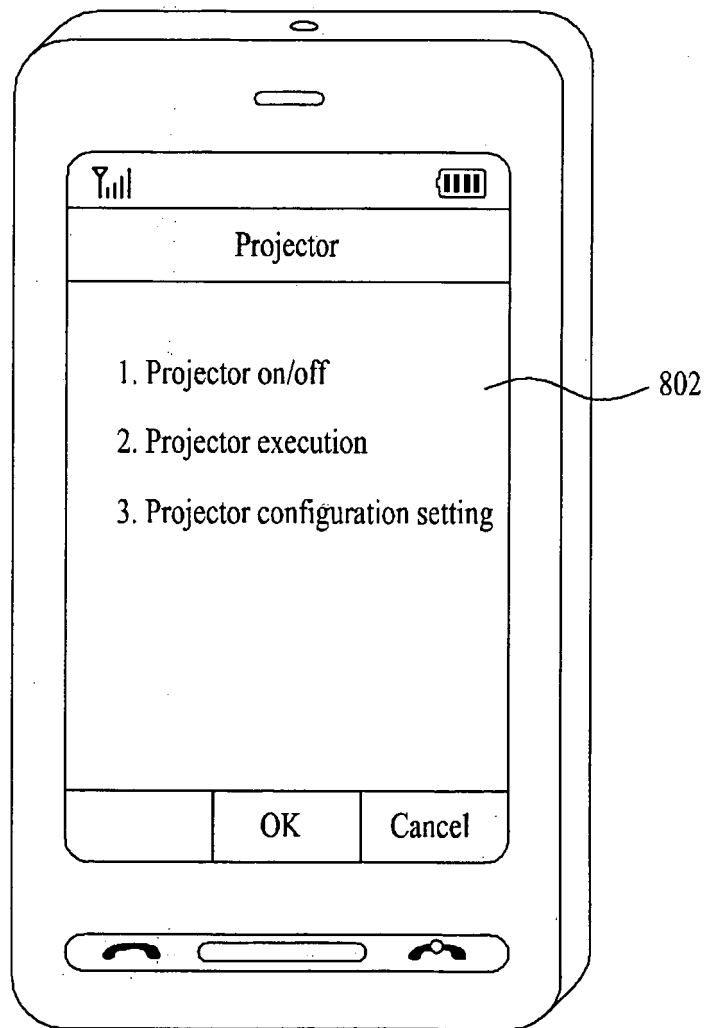 Projector
1. Projector on/off
802
2. Projector execution
3. Projector configuration setting
OK
Cancel